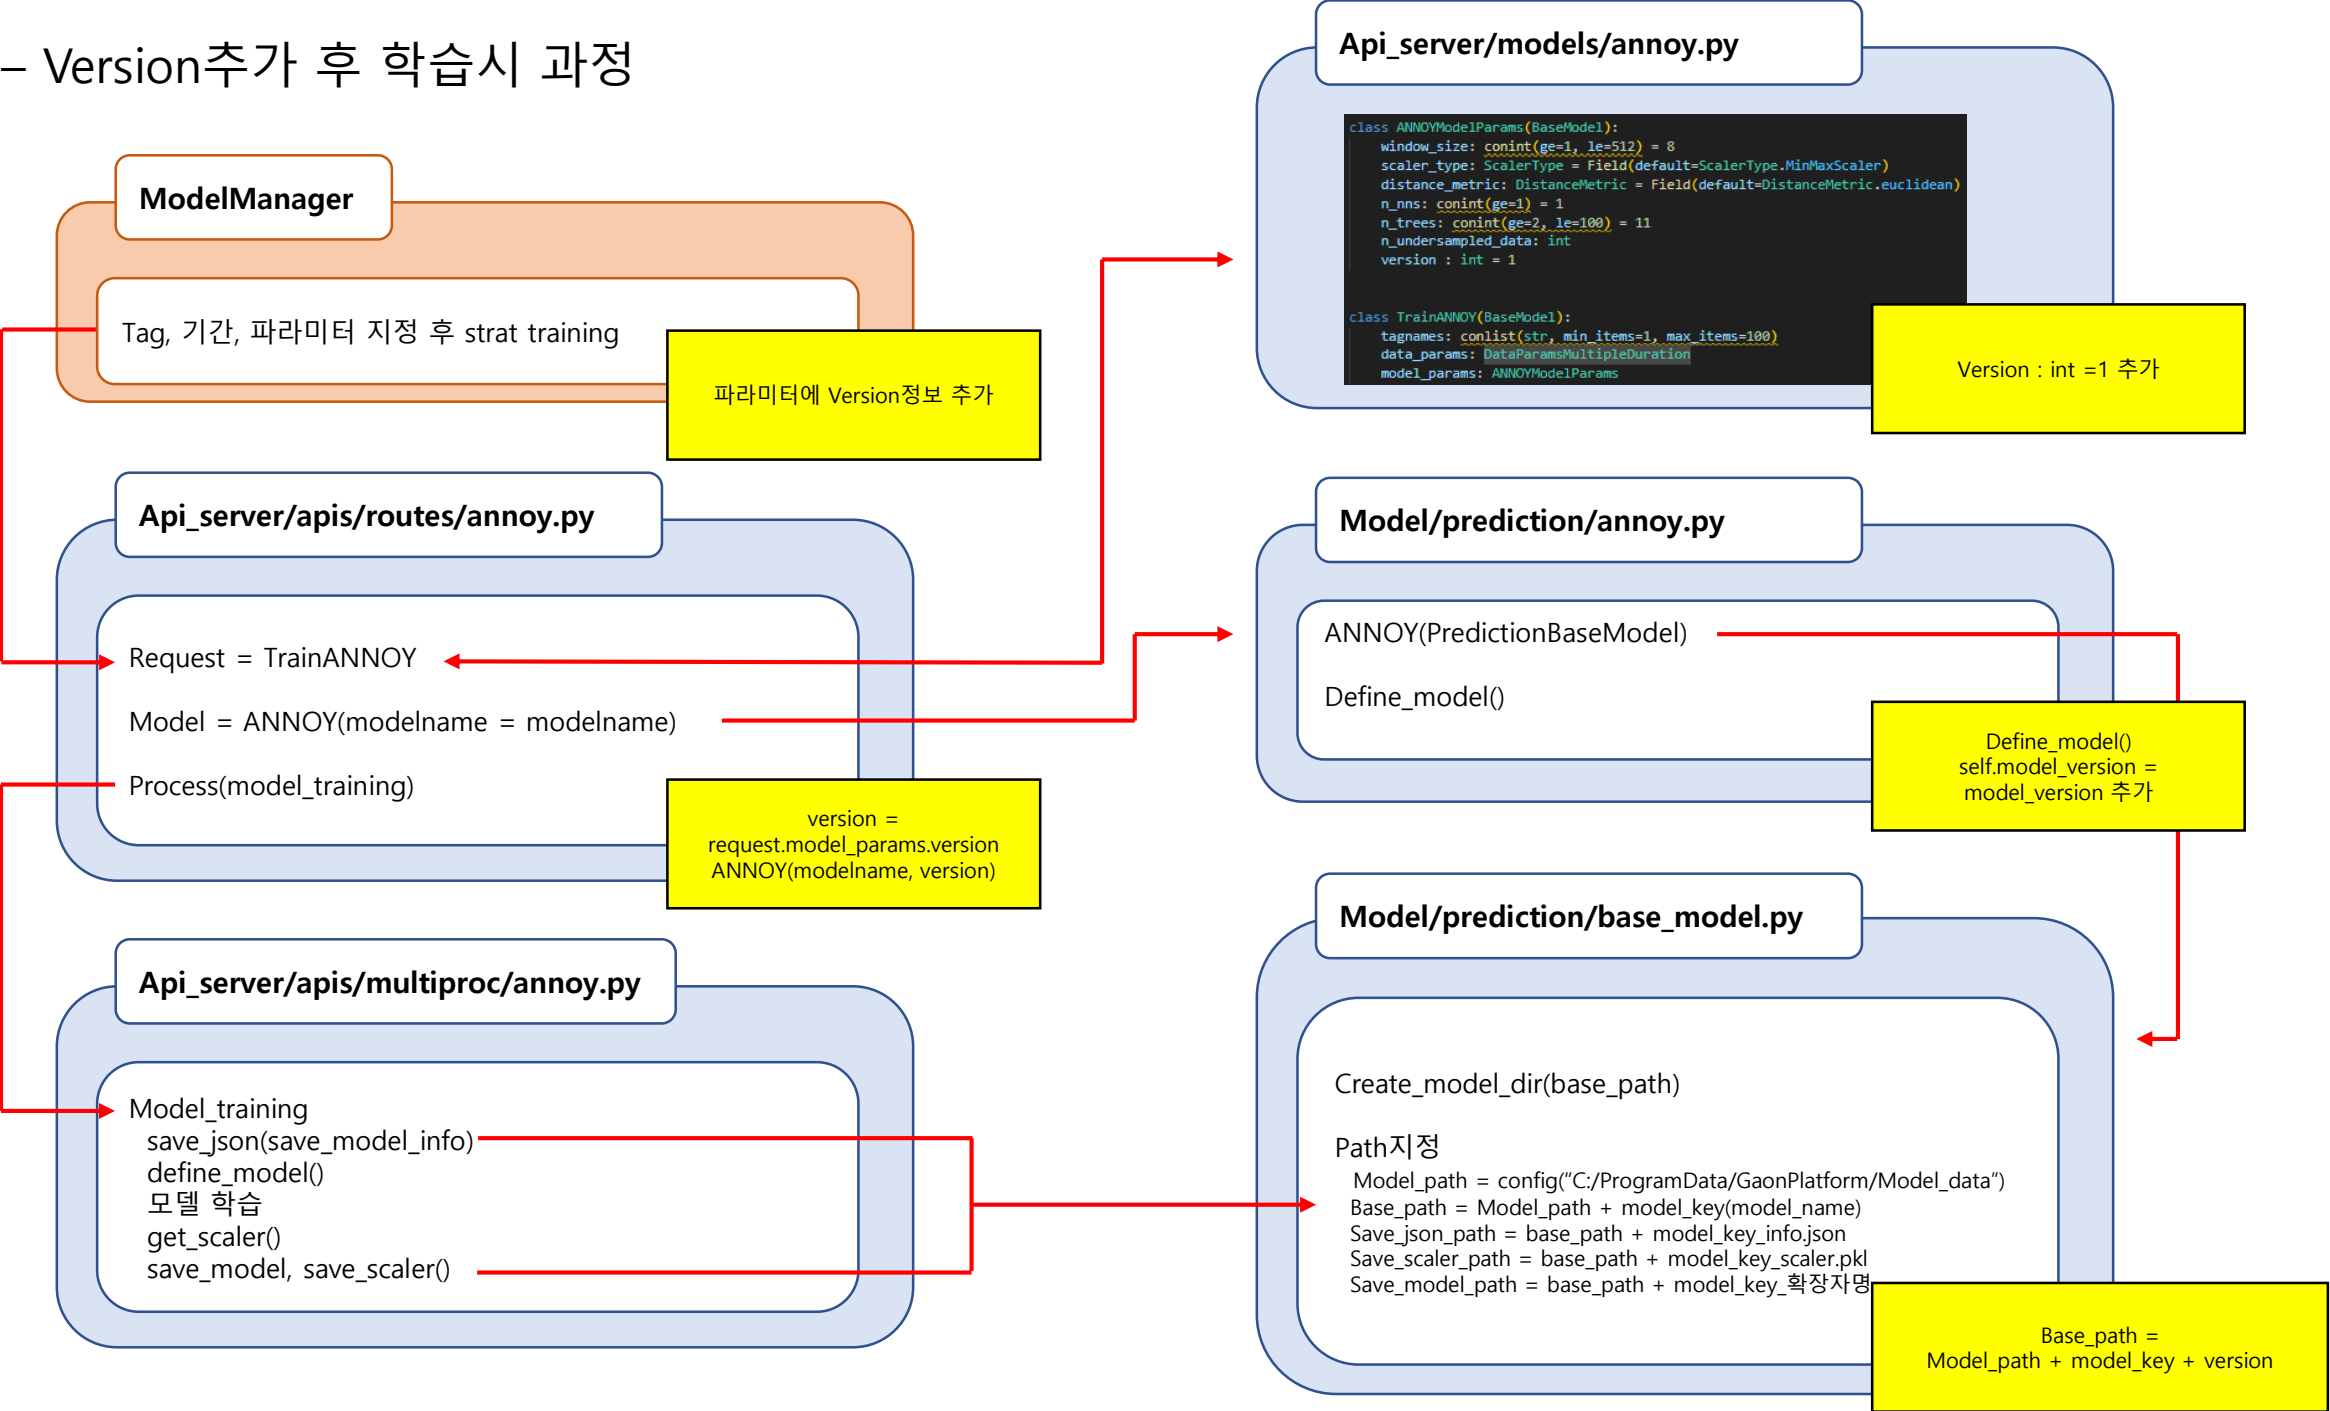 – Version추가 후 학습시 과정
ModelManager
Tag, 기간, 파라미터 지정 후 strat training
파라미터에 Version정보 추가
Api_server/apis/routes/annoy.py
Request = TrainANNOY
Model = ANNOY(modelname = modelname)
Process(model_training)
version =
request.model_params.version
ANNOY(modelname, version)
Api_server/apis/multiproc/annoy.py
Model_training
save_json(save_model_info)
define_model()
모델 학습
get_scaler()
save_model, save_scaler()
Api_server/models/annoy.py
class ANNOYModelParams(BaseModel):
window_size: conint(ge=1, le=512) = 8
scaler_type: ScalerType = Field(default=ScalerType.MinMaxScaler)
distance_metric: DistanceMetric = Field(default=DistanceMetric.euclidean)
n_nns: conint(ge=1) = 1
n_trees: conint(ge=2, le=100) = 11
n_undersampled_data: int
version : int = 1
class TrainANNOY(BaseModel):
tagnames: conlist(str, min_items=1, max_items=100)
data_params: DataParamsMultipleDuration
model_params: ANNOYModelParams
Version : int =1 추가
Model/prediction/annoy.py
ANNOY(PredictionBaseModel)
Define_model()
Define_model()
self.model_version =
model_version 추가
Model/prediction/base_model.py
Create_model_dir(base_path)
Path지정
Model_path = config(“C:/ProgramData/GaonPlatform/Model_data”)
Base_path = Model_path + model_key(model_name)
Save_json_path = base_path + model_key_info.json
Save_scaler_path = base_path + model_key_scaler.pkl
Save_model_path = base_path + model_key_확장자명
Base_path =
Model_path + model_key + version